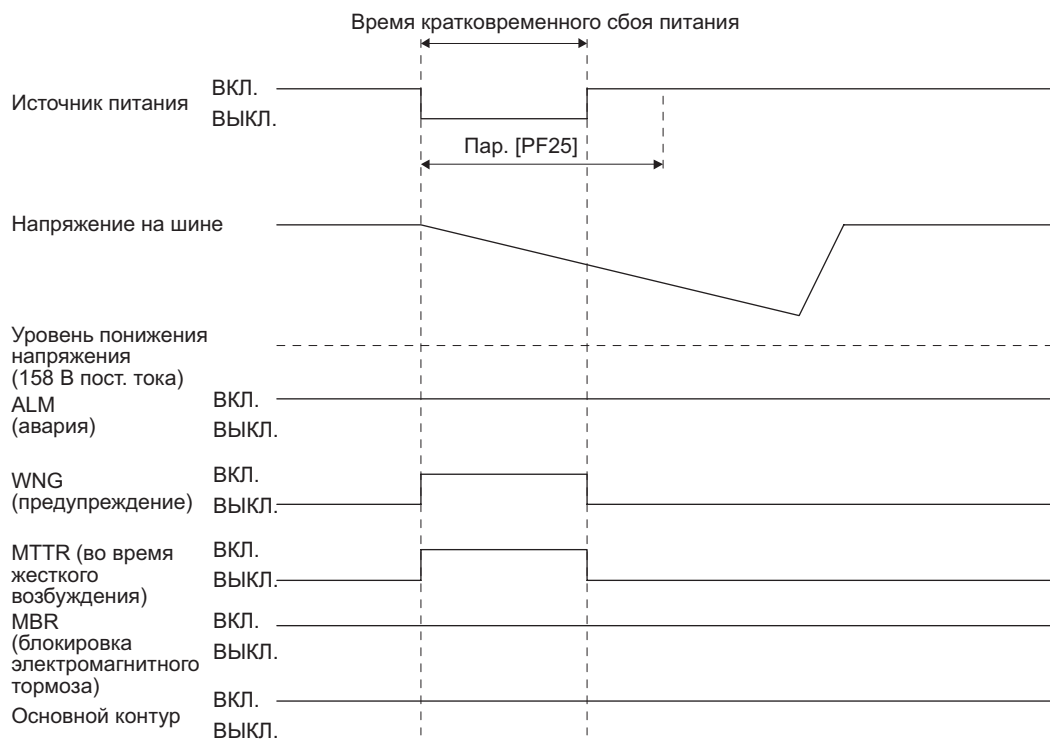 Время кратковременного сбоя питания
Источник питания
ВКЛ.
ВЫКЛ.
Пар. [PF25]
Напряжение на шине
Уровень понижения
напряжения
(158 В пост. тока)
ALM
(авария)
ВКЛ.
ВЫКЛ.
WNG
(предупреждение)
ВКЛ.
ВЫКЛ.
MTTR (во время
жесткого
возбуждения)
ВКЛ.
ВЫКЛ.
MBR
(блокировка
электромагнитного
тормоза)
ВКЛ.
ВЫКЛ.
Основной контур
ВКЛ.
ВЫКЛ.